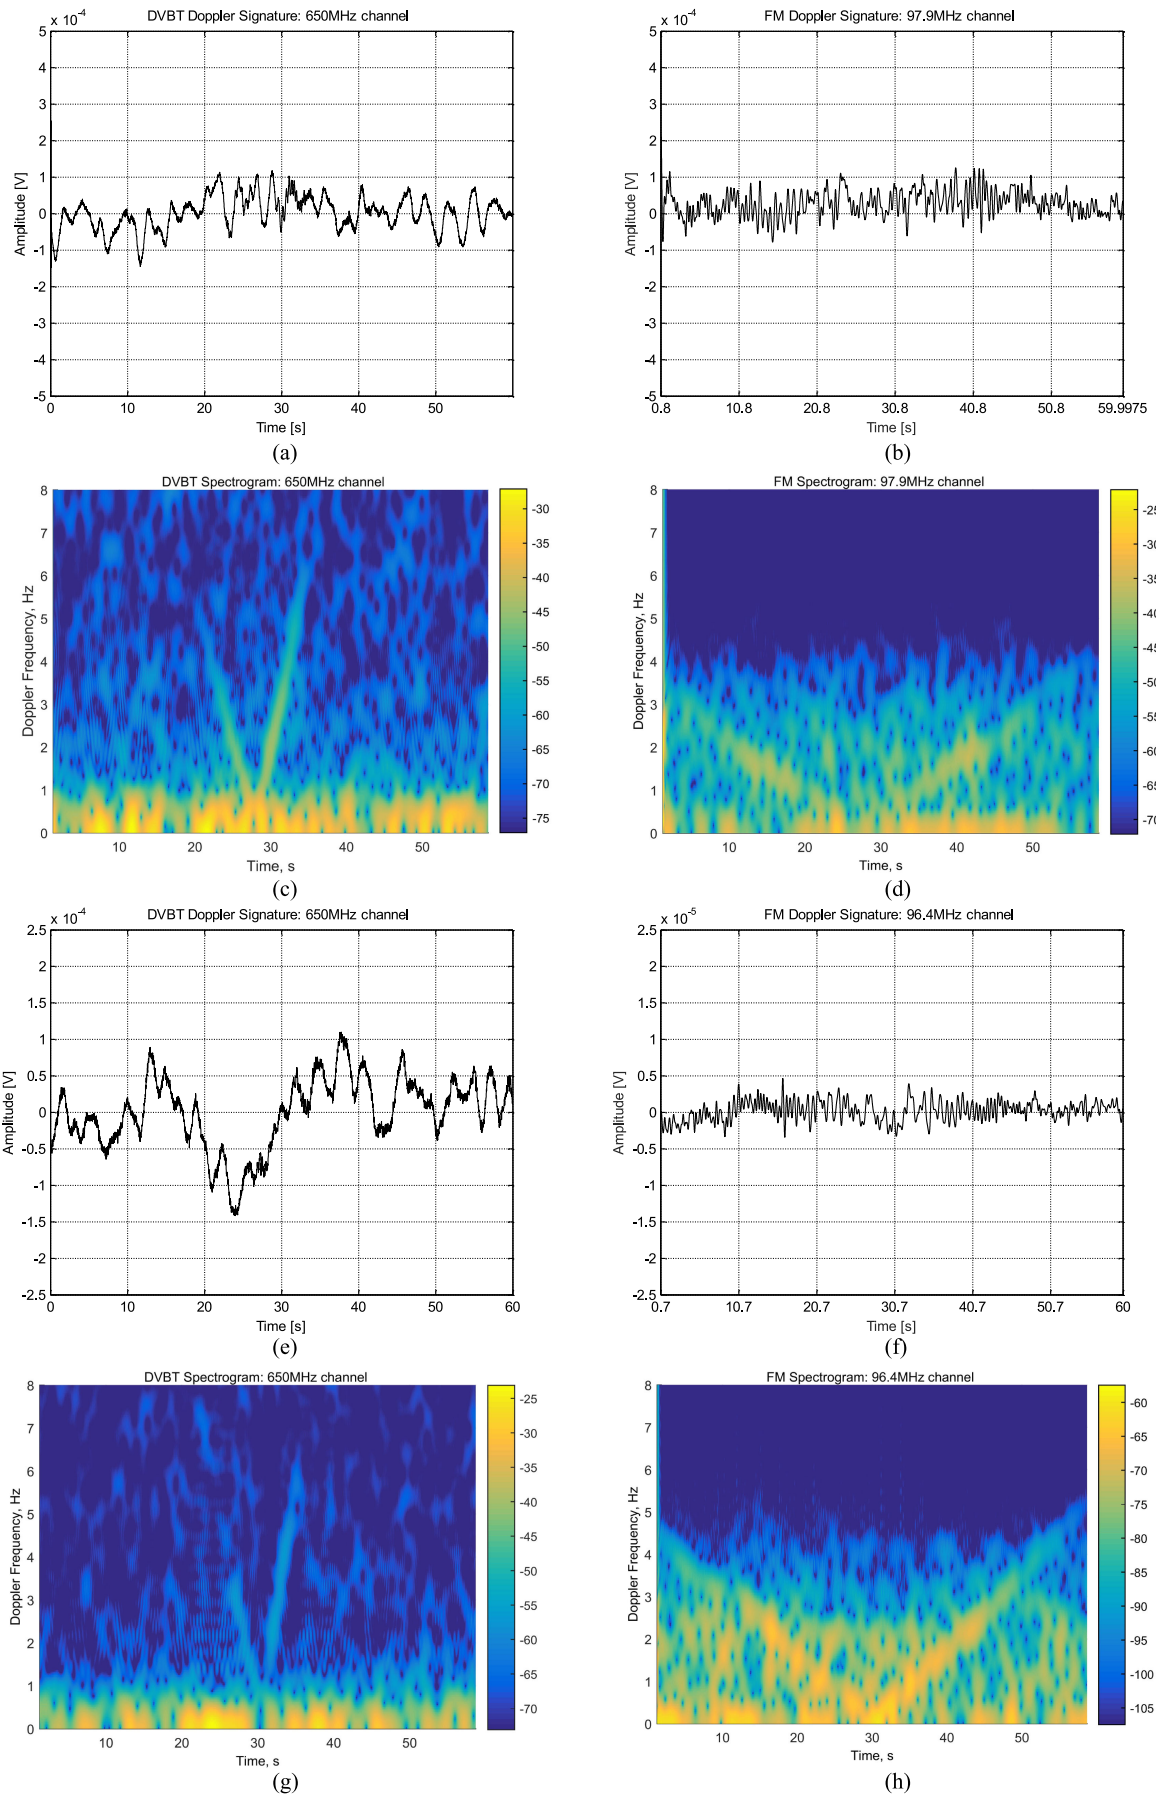 DVBT Doppler Signature: 650MHz channel
x 10-4
5
4
3
2
1
0
-1
-2
-3
-4
-5
Amplitude [V]
0 10 20 30 40 50
Time [s]
(a)
FM Doppler Signature: 97.9MHz channel
x 10-4
5
4
3
2
1
0
-1
-2
-3
-4
-5
Amplitude [V]
0.8 10.8 20.8 30.8 40.8 50.8 59.9975
Time [s]
(b)
DVBT Spectrogram: 650MHz channel
8
7
6
5
4
3
2
1
0
Doppler Frequency, Hz
10 20 30 40 50
Time, s
-30
-35
-40
-45
-50
-55
-60
-65
-70
-75
(c)
FM Spectrogram: 97.9MHz channel
8
7
6
5
4
3
2
1
0
Doppler Frequency, Hz
10 20 30 40 50
Time, s
-25
-30
-35
-40
-45
-50
-55
-60
-65
-70
(d)
DVBT Doppler Signature: 650MHz channel
x 10-4
2.5
2
1.5
1
0.5
0
-0.5
-1
-1.5
-2
-2.5
Amplitude [V]
0 10 20 30 40 50 60
Time [s]
(e)
FM Doppler Signature: 96.4MHz channel
x 10-5
2.5
2
1.5
1
0.5
0
-0.5
-1
-1.5
-2
-2.5
Amplitude [V]
0.7 10.7 20.7 30.7 40.7 50.7 60
Time [s]
(f)
DVBT Spectrogram: 650MHz channel
8
7
6
5
4
3
2
1
0
Doppler Frequency, Hz
10 20 30 40 50
Time, s
-25
-30
-35
-40
-45
-50
-55
-60
-65
-70
(g)
FM Spectrogram: 96.4MHz channel
8
7
6
5
4
3
2
1
0
Doppler Frequency, Hz
10 20 30 40 50
Time, s
-60
-65
-70
-75
-80
-85
-90
-95
-100
-105
(h)